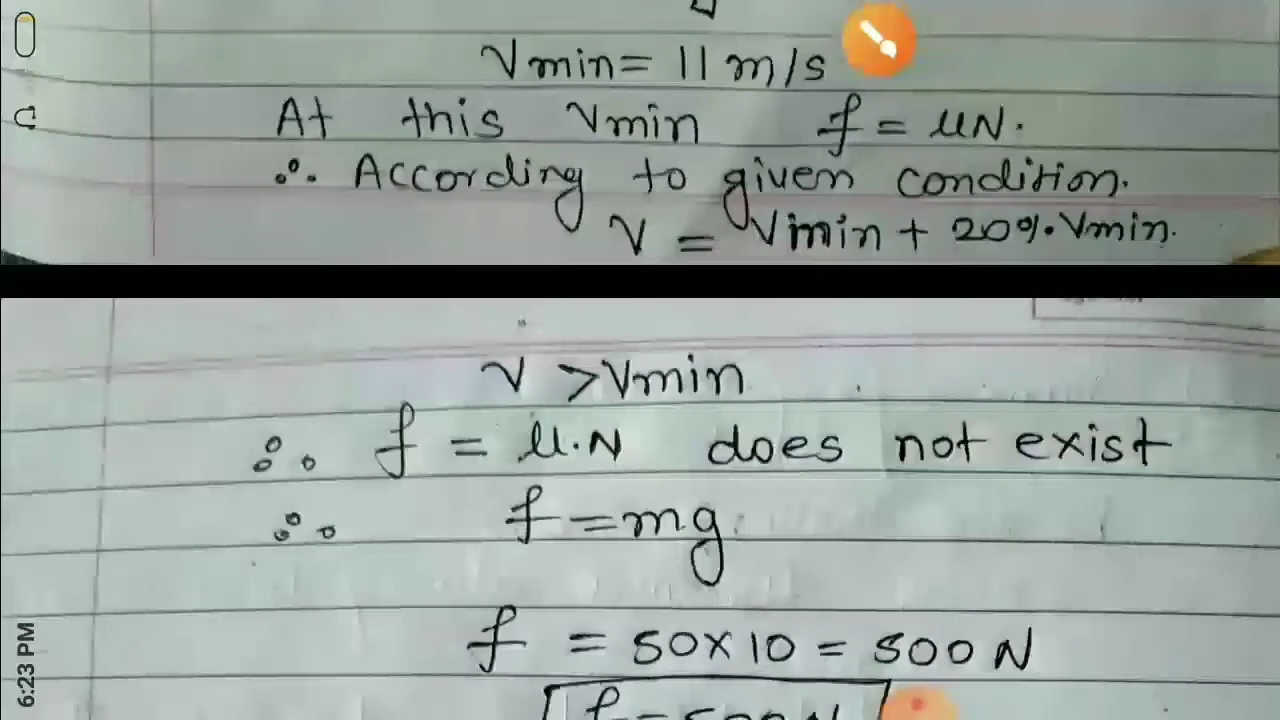 Vmin = 11 m/s
At this Vmin f = μN.
∴ According to given condition.
V = Vmin + 20%. Vmin.
V > Vmin
∴ f = μ.N does not exist
∴ f = mg
f = 50 × 10 = 500 N
f = 500 N
6:23 PM